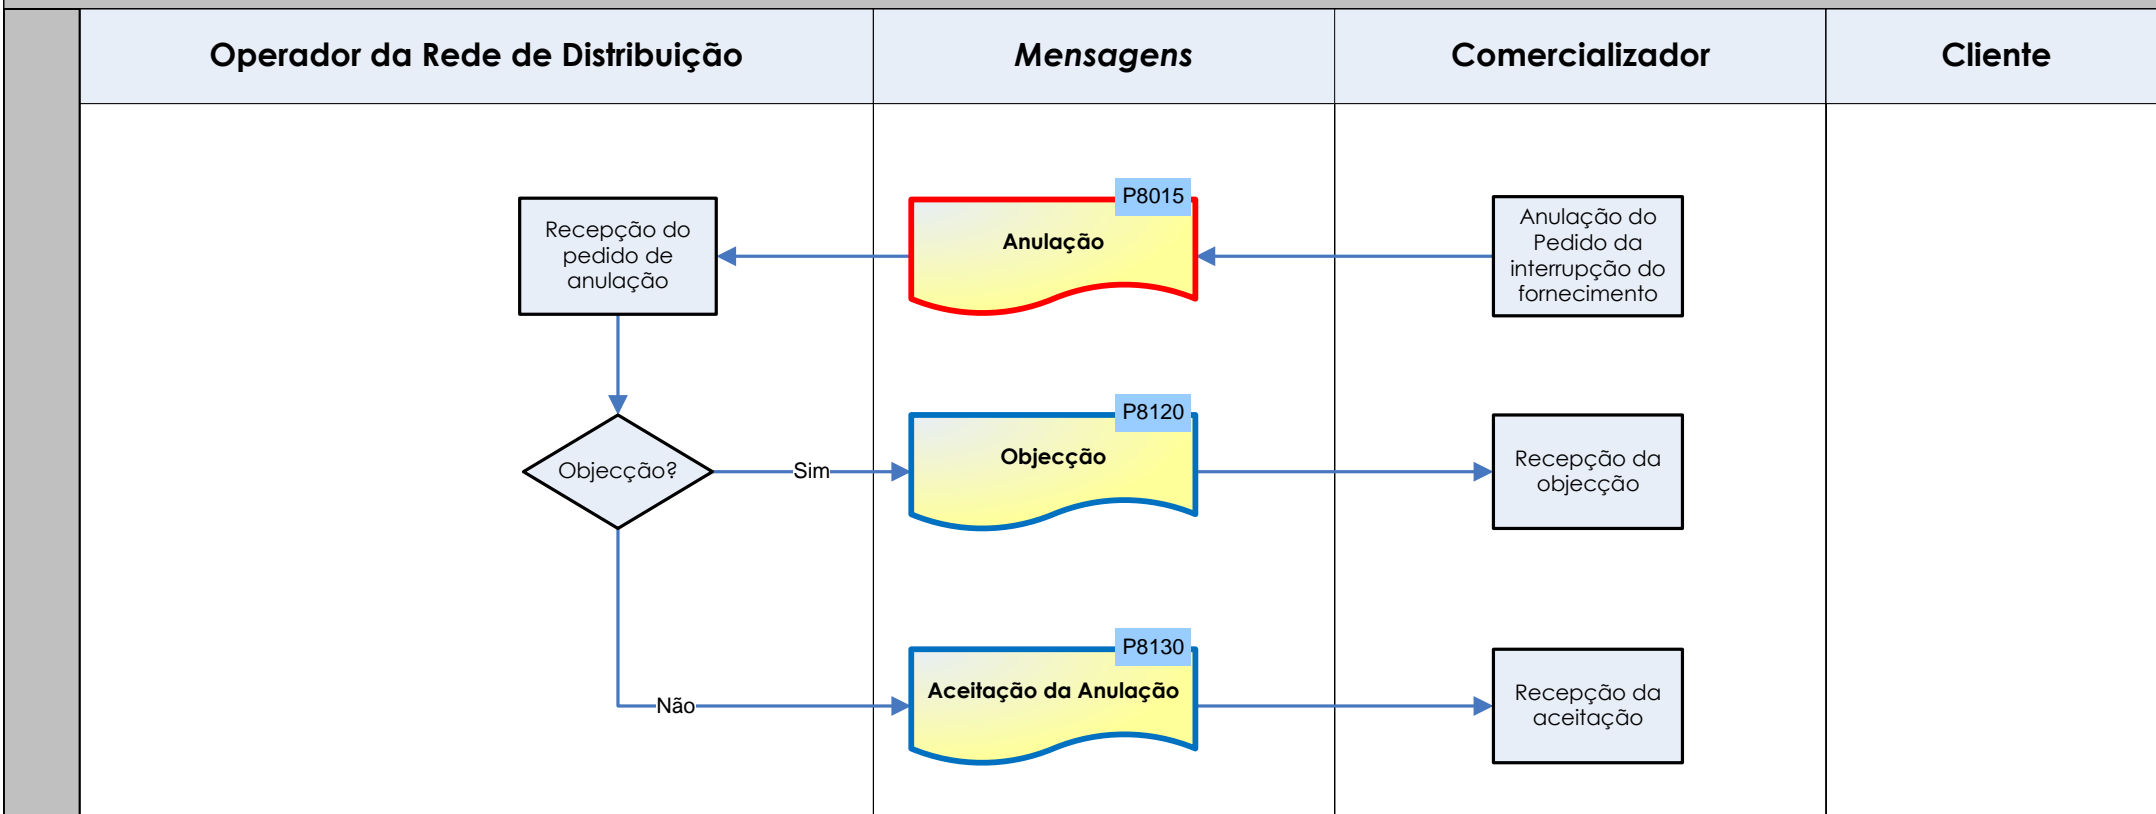 Operador da Rede de Distribuição
Mensagens
Comercializador
Cliente
P8015
Recepção do
pedido de
anulação
Anulação
Anulação do
Pedido da
interrupção do
fornecimento
P8120
Objecção?
Sim
Objecção
Recepção da
objecção
P8130
Não
Aceitação da Anulação
Recepção da
aceitação